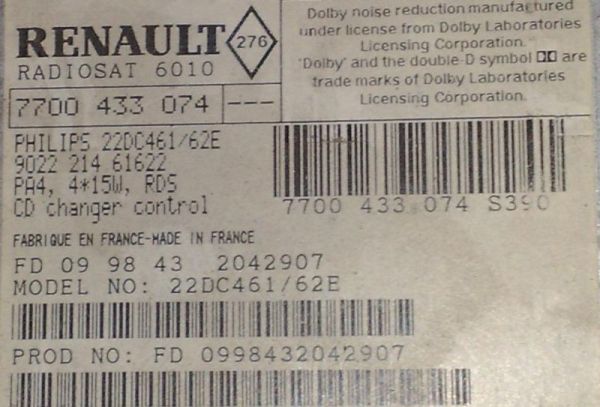 RENAULT
276
RADIOSAT 6010
7700 433 074 ---
Dolby noise reduction manufactured
under license from Dolby Laboratories
Licensing Corporation.
'Dolby' and the double-D symbol are
trade marks of Dolby Laboratories
Licensing Corporation.
PHILIPS 22DC461/62E
9022 214 61622
PA4, 4*15W, RDS
CD changer control
7700 433 074 S390
FABRIQUE EN FRANCE-MADE IN FRANCE
FD 09 98 43 2042907
MODEL NO: 22DC461/62E
PROD NO: FD 0998432042907